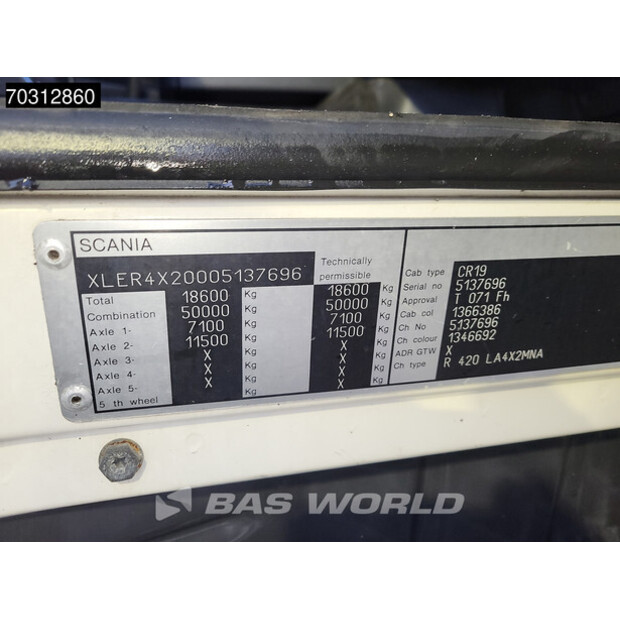 70312860
SCANIA
XLER4X20005137696
Technically permissible
Total 18600 Kg 18600 Kg
Combination 50000 Kg 50000 Kg
Axle 1- 7100 Kg 7100 Kg
Axle 2- 11500 Kg 11500 Kg
Axle 3- X Kg X Kg
Axle 4- X Kg X Kg
Axle 5- X Kg X Kg
5 th wheel X Kg X Kg
Cab type CR19
Serial no 5137696
Approval T 071 Fh
Cab col 1366386
Ch No 5137696
Ch colour 1346692
ADR GTW X
Ch type R 420 LA4X2MNA
BAS WORLD